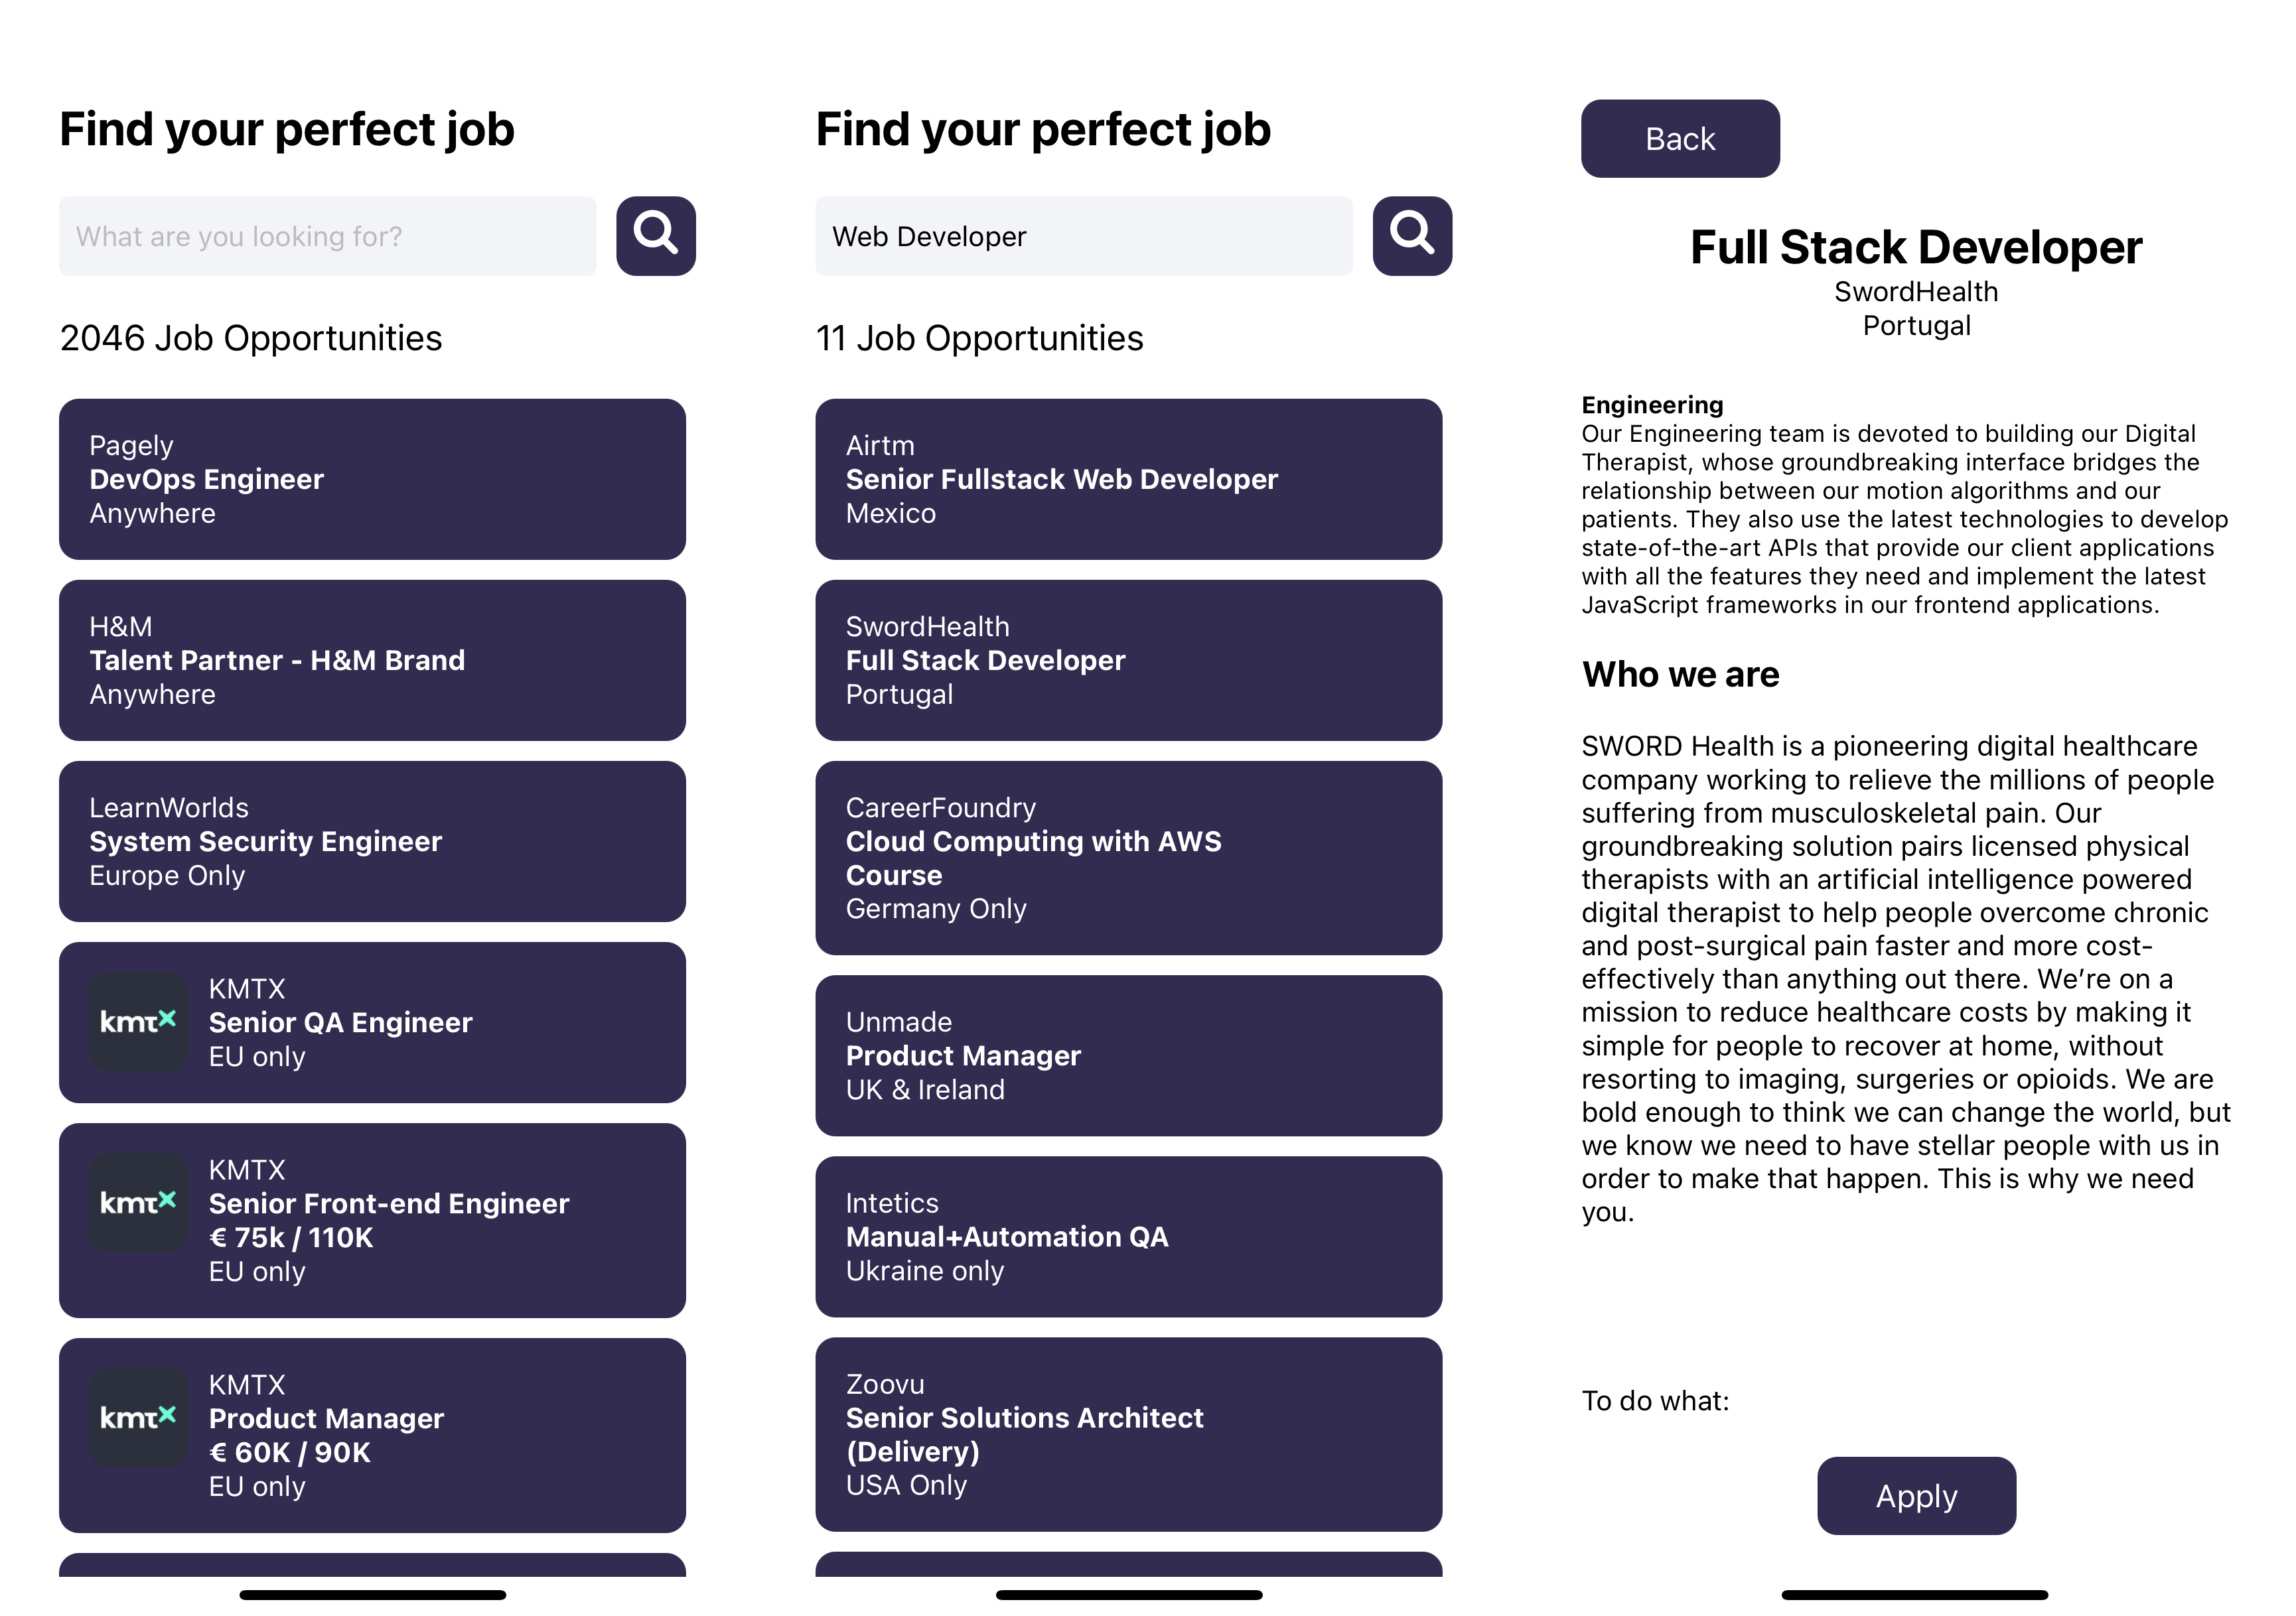 Find your perfect job
What are you looking for?
2046 Job Opportunities
Pagely
DevOps Engineer
Anywhere
H&M
Talent Partner - H&M Brand
Anywhere
LearnWorlds
System Security Engineer
Europe Only
kmtx
KMTX
Senior QA Engineer
EU only
kmtx
KMTX
Senior Front-end Engineer
€ 75k / 110K
EU only
kmtx
KMTX
Product Manager
€ 60K / 90K
EU only
Find your perfect job
Web Developer
11 Job Opportunities
Airtm
Senior Fullstack Web Developer
Mexico
SwordHealth
Full Stack Developer
Portugal
CareerFoundry
Cloud Computing with AWS
Course
Germany Only
Unmade
Product Manager
UK & Ireland
Intetics
Manual+Automation QA
Ukraine only
Zoovu
Senior Solutions Architect
(Delivery)
USA Only
Back
Full Stack Developer
SwordHealth
Portugal
Engineering
Our Engineering team is devoted to building our Digital
Therapist, whose groundbreaking interface bridges the
relationship between our motion algorithms and our
patients. They also use the latest technologies to develop
state-of-the-art APIs that provide our client applications
with all the features they need and implement the latest
JavaScript frameworks in our frontend applications.
Who we are
SWORD Health is a pioneering digital healthcare
company working to relieve the millions of people
suffering from musculoskeletal pain. Our
groundbreaking solution pairs licensed physical
therapists with an artificial intelligence powered
digital therapist to help people overcome chronic
and post-surgical pain faster and more cost-
effectively than anything out there. We’re on a
mission to reduce healthcare costs by making it
simple for people to recover at home, without
resorting to imaging, surgeries or opioids. We are
bold enough to think we can change the world, but
we know we need to have stellar people with us in
order to make that happen. This is why we need
you.
To do what:
Apply